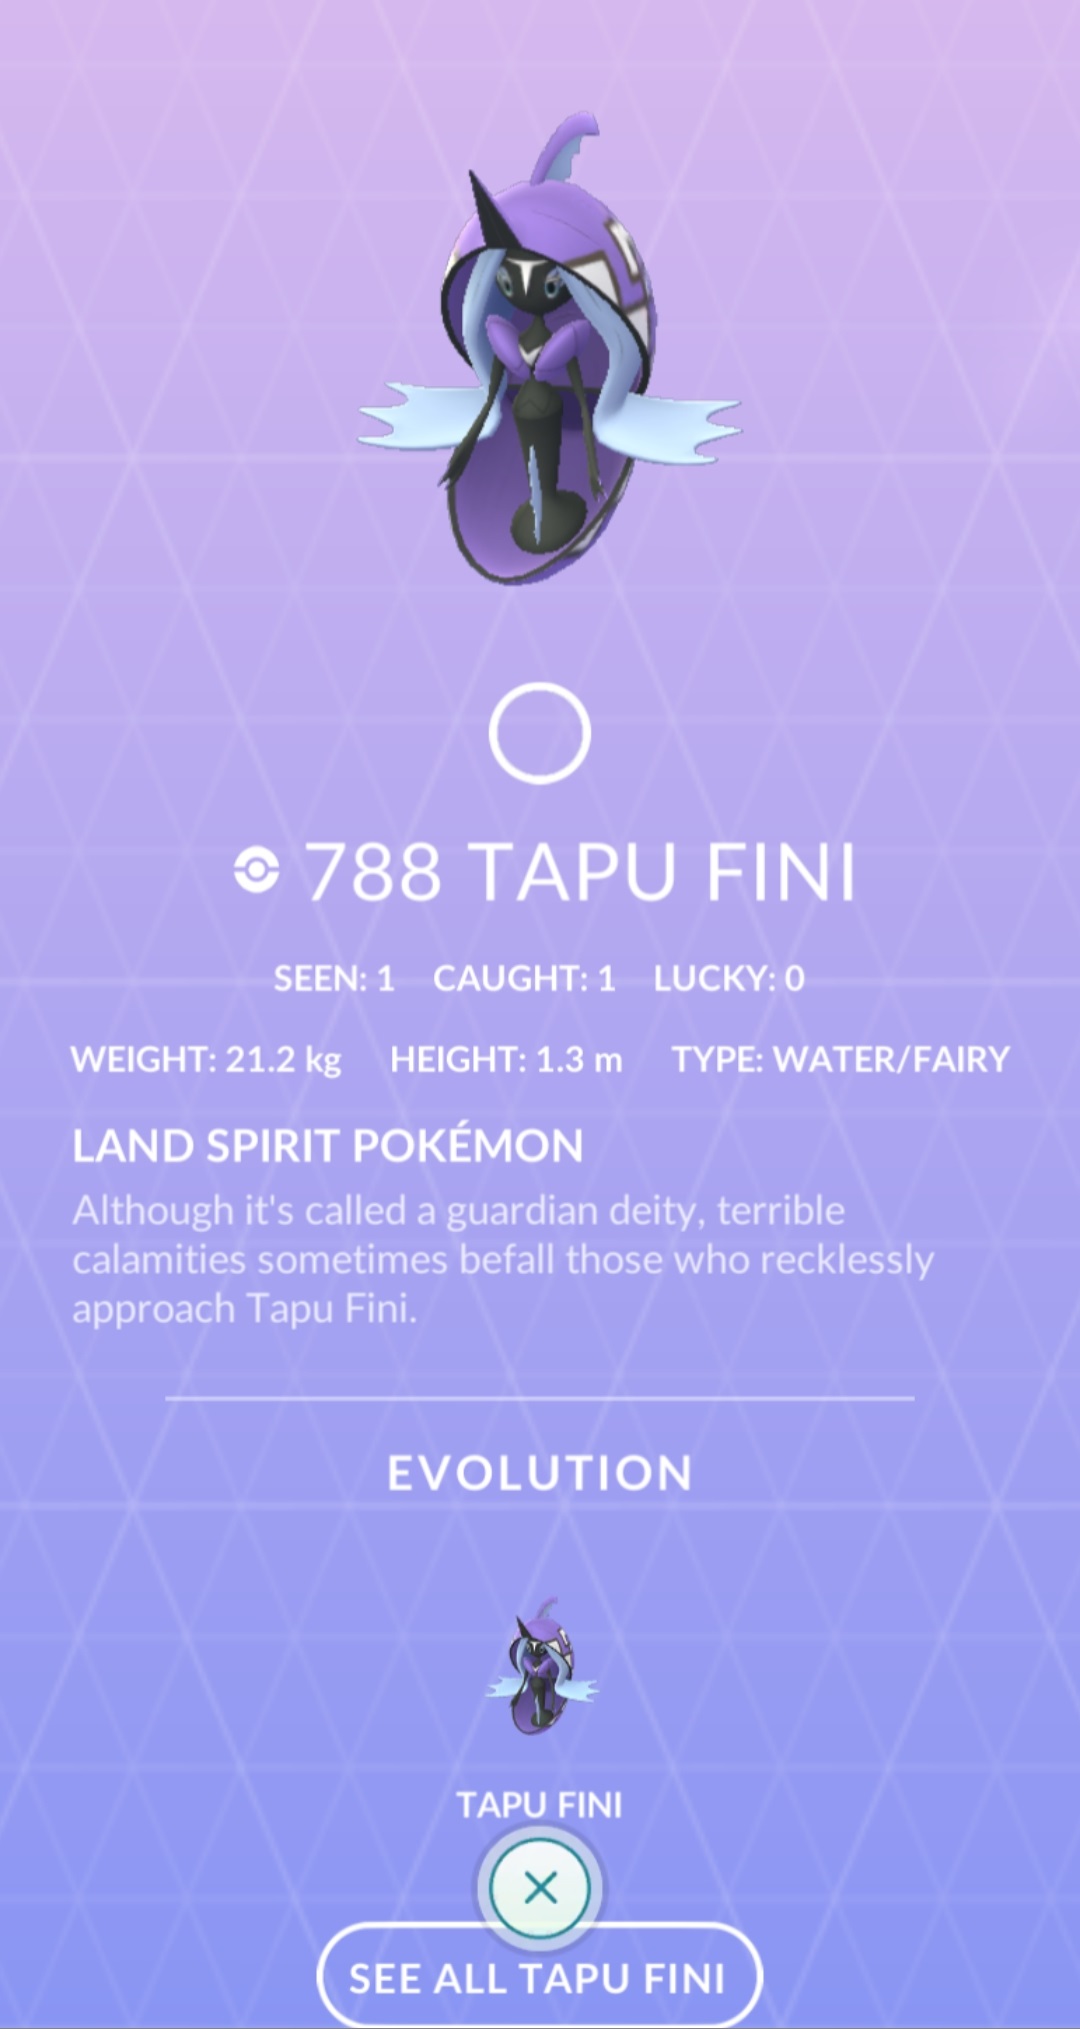 788 TAPU FINI
SEEN: 1 CAUGHT: 1 LUCKY: 0
WEIGHT: 21.2 kg HEIGHT: 1.3 m TYPE: WATER/FAIRY
LAND SPIRIT POKÉMON
Although it's called a guardian deity, terrible
calamities sometimes befall those who recklessly
approach Tapu Fini.
EVOLUTION
TAPU FINI
SEE ALL TAPU FINI